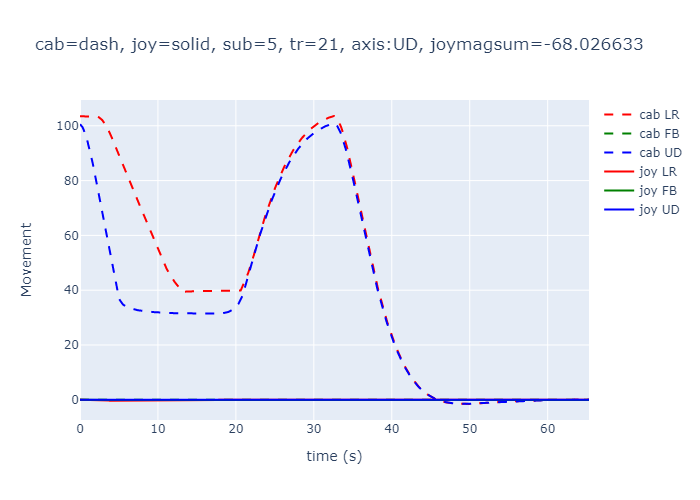 cab=dash, joy=solid, sub=5, tr=21, axis:UD, joymagsum=-68.026633
Movement
100
80
60
40
20
0
0 10 20 30 40 50 60
time (s)
cab LR
cab FB
cab UD
joy LR
joy FB
joy UD